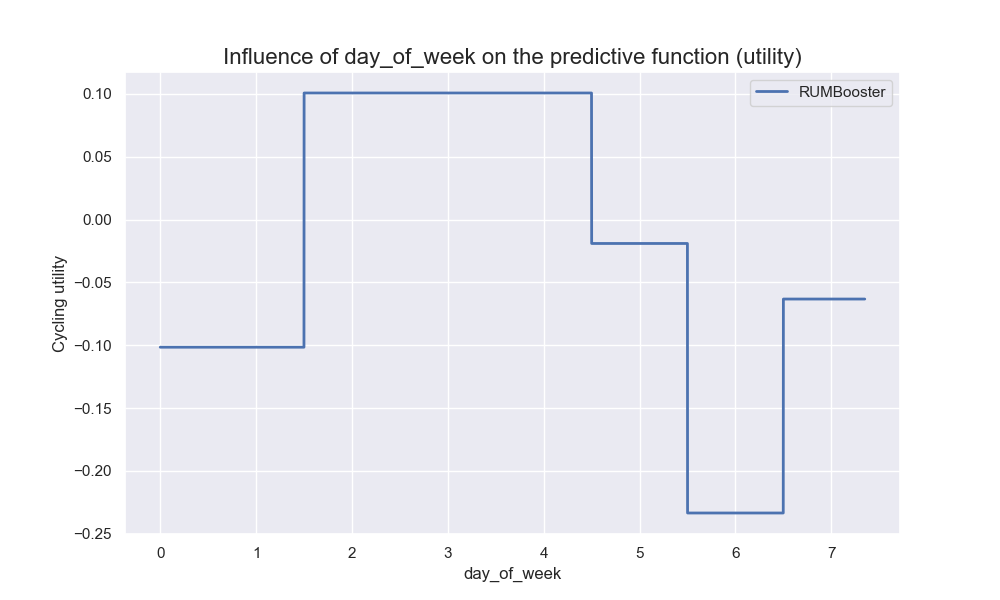 Influence of day_of_week on the predictive function (utility)
RUMBooster
0.10
0.05
0.00
−0.05
−0.10
−0.15
−0.20
−0.25
Cycling utility
0 1 2 3 4 5 6 7
day_of_week